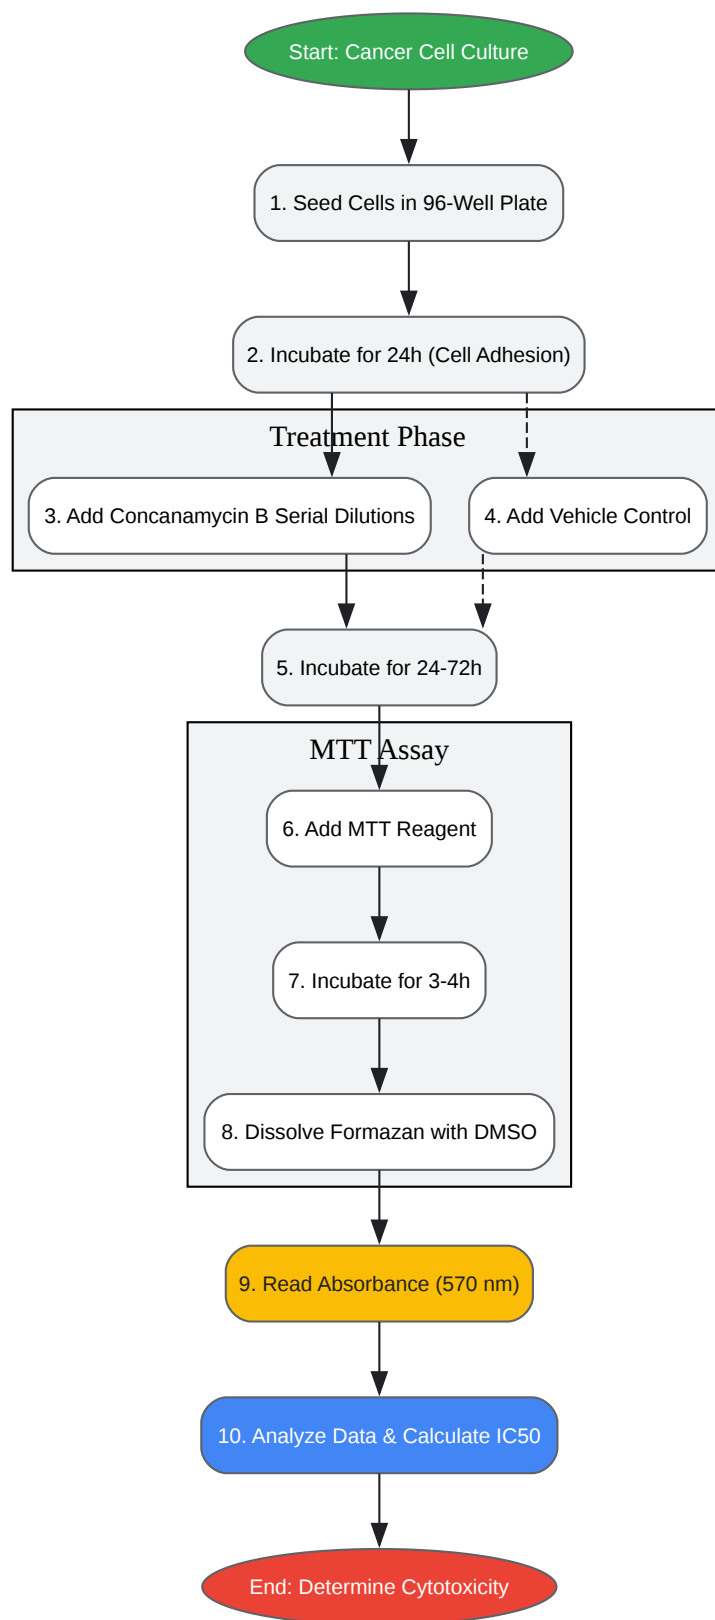 Start: Cancer Cell Culture
1. Seed Cells in 96-Well Plate
2. Incubate for 24h (Cell Adhesion)
Treatment Phase
3. Add Concanamycin B Serial Dilutions
4. Add Vehicle Control
5. Incubate for 24-72h
MTT Assay
6. Add MTT Reagent
7. Incubate for 3-4h
8. Dissolve Formazan with DMSO
9. Read Absorbance (570 nm)
10. Analyze Data & Calculate IC50
End: Determine Cytotoxicity